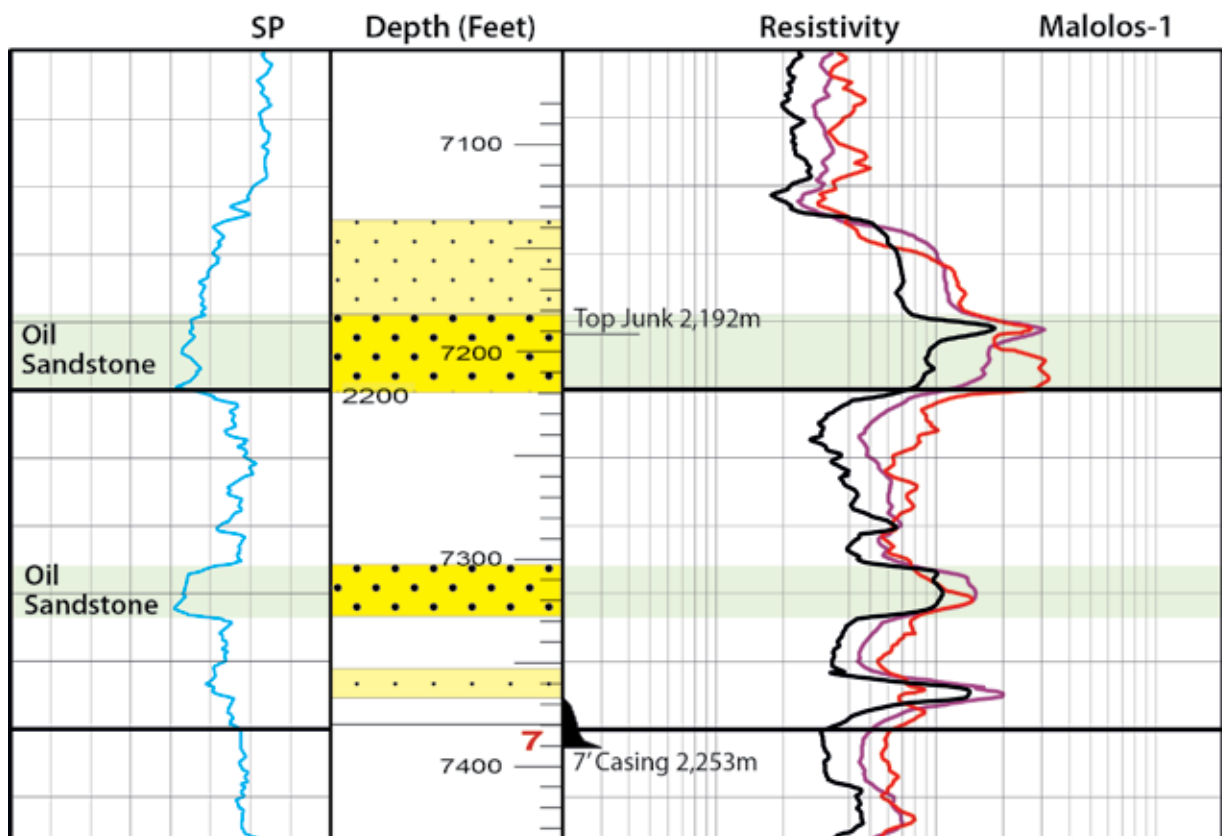 SP
Depth (Feet)
Resistivity
Malolos-1
7100
Top Junk 2,192m
Oil
Sandstone
7200
2200
7300
Oil
Sandstone
7
7' Casing 2,253m
7400